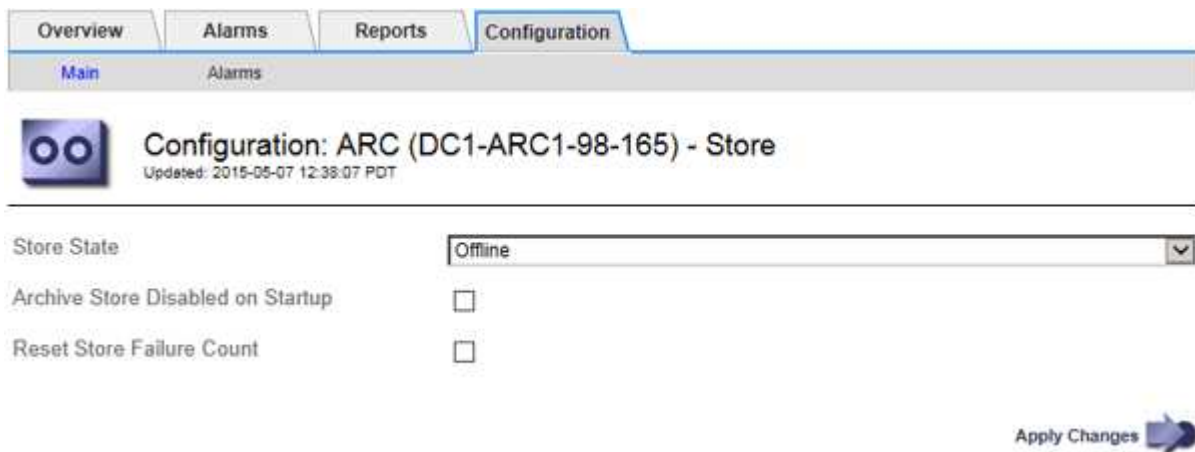 Overview Alarms Reports Configuration
Main Alarms
Configuration: ARC (DC1-ARC1-98-165) - Store
Updated: 2015-05-07 12:38:07 PDT
Store State Offline
Archive Store Disabled on Startup
Reset Store Failure Count
Apply Changes